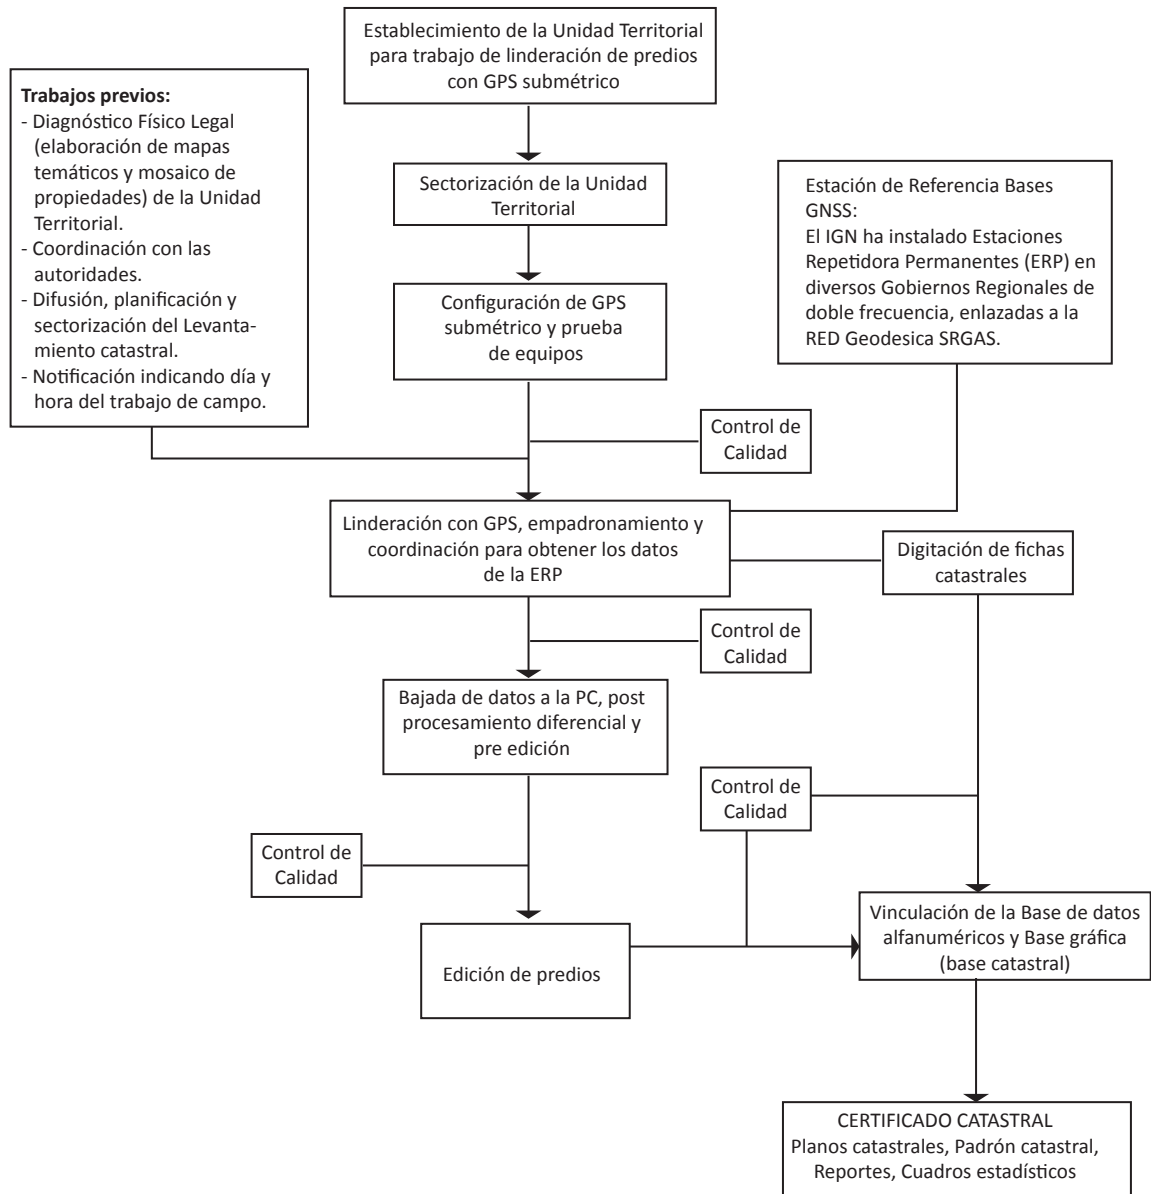 Establecimiento de la Unidad Territorial
para trabajo de linderación de predios
con GPS submétrico
Trabajos previos:
- Diagnóstico Físico Legal
(elaboración de mapas
temáticos y mosaico de
propiedades) de la Unidad
Territorial.
- Coordinación con las
autoridades.
- Difusión, planificación y
sectorización del Levanta-
miento catastral.
- Notificación indicando día y
hora del trabajo de campo.
Sectorización de la Unidad
Territorial
Estación de Referencia Bases
GNSS:
El IGN ha instalado Estaciones
Repetidora Permanentes (ERP) en
diversos Gobiernos Regionales de
doble frecuencia, enlazadas a la
RED Geodesica SRGAS.
Configuración de GPS
submétrico y prueba
de equipos
Control de
Calidad
Linderación con GPS, empadronamiento y
coordinación para obtener los datos
de la ERP
Digitación de fichas
catastrales
Control de
Calidad
Bajada de datos a la PC, post
procesamiento diferencial y
pre edición
Control de
Calidad
Control de
Calidad
Edición de predios
Vinculación de la Base de datos
alfanuméricos y Base gráfica
(base catastral)
CERTIFICADO CATASTRAL
Planos catastrales, Padrón catastral,
Reportes, Cuadros estadísticos